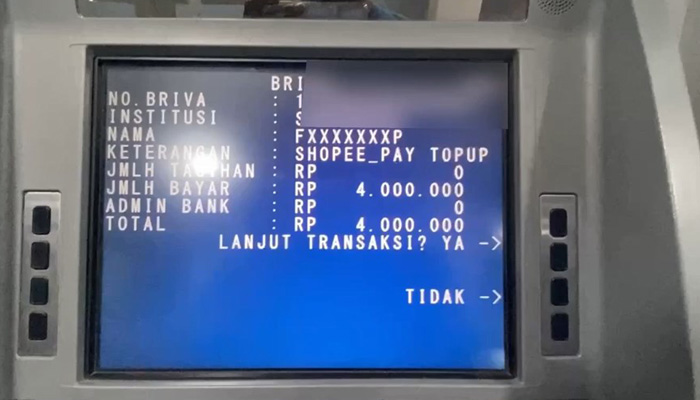 BRI
NO.BRIVA : 1
INSTITUSI : S
NAMA : FXXXXXXXP
KETERANGAN : SHOPEE_PAY TOPUP
JMLH TAGIHAN : RP 0
JMLH BAYAR : RP 4.000.000
ADMIN BANK : RP 0
TOTAL : RP 4.000.000
LANJUT TRANSAKSI? YA ->
TIDAK ->